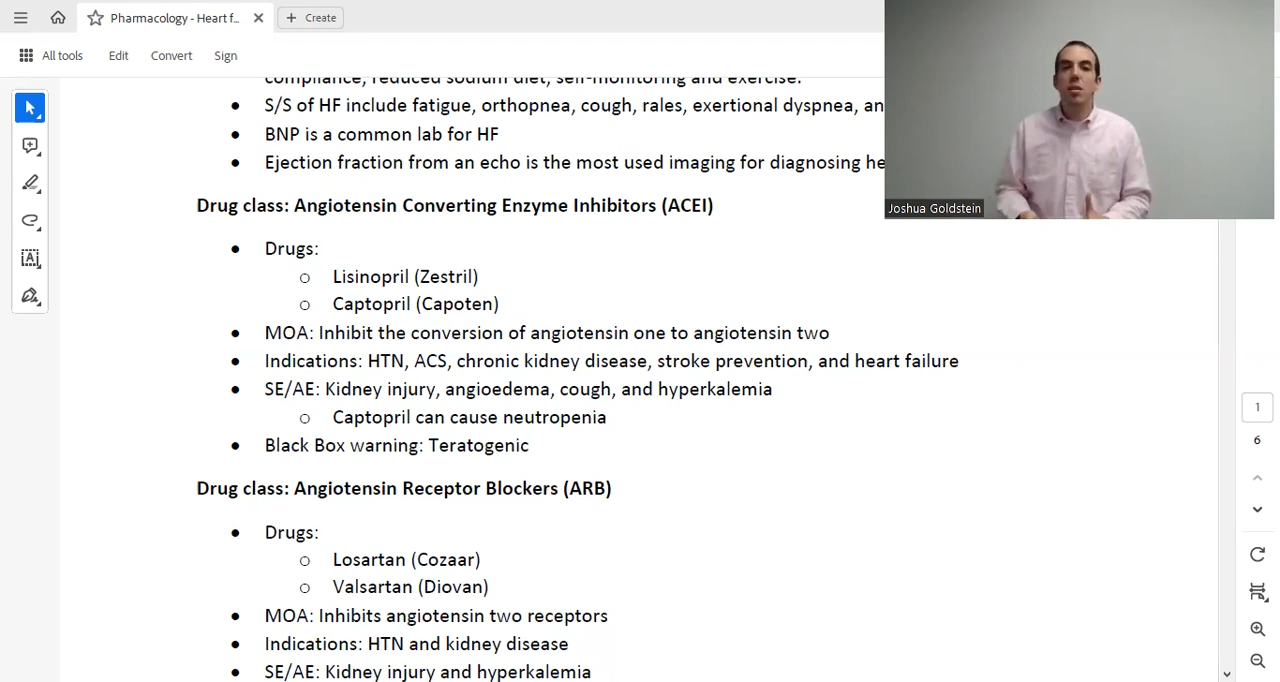 Pharmacology - Heart f...
Create
All tools
Edit
Convert
Sign
compliance, reduced sodium diet, self-monitoring and exercise.
• S/S of HF include fatigue, orthopnea, cough, rales, exertional dyspnea, an
• BNP is a common lab for HF
• Ejection fraction from an echo is the most used imaging for diagnosing he
Joshua Goldstein
Drug class: Angiotensin Converting Enzyme Inhibitors (ACEI)
• Drugs:
o Lisinopril (Zestril)
o Captopril (Capoten)
• MOA: Inhibit the conversion of angiotensin one to angiotensin two
• Indications: HTN, ACS, chronic kidney disease, stroke prevention, and heart failure
• SE/AE: Kidney injury, angioedema, cough, and hyperkalemia
o Captopril can cause neutropenia
• Black Box warning: Teratogenic
Drug class: Angiotensin Receptor Blockers (ARB)
• Drugs:
o Losartan (Cozaar)
o Valsartan (Diovan)
• MOA: Inhibits angiotensin two receptors
• Indications: HTN and kidney disease
• SE/AE: Kidney injury and hyperkalemia
1
6